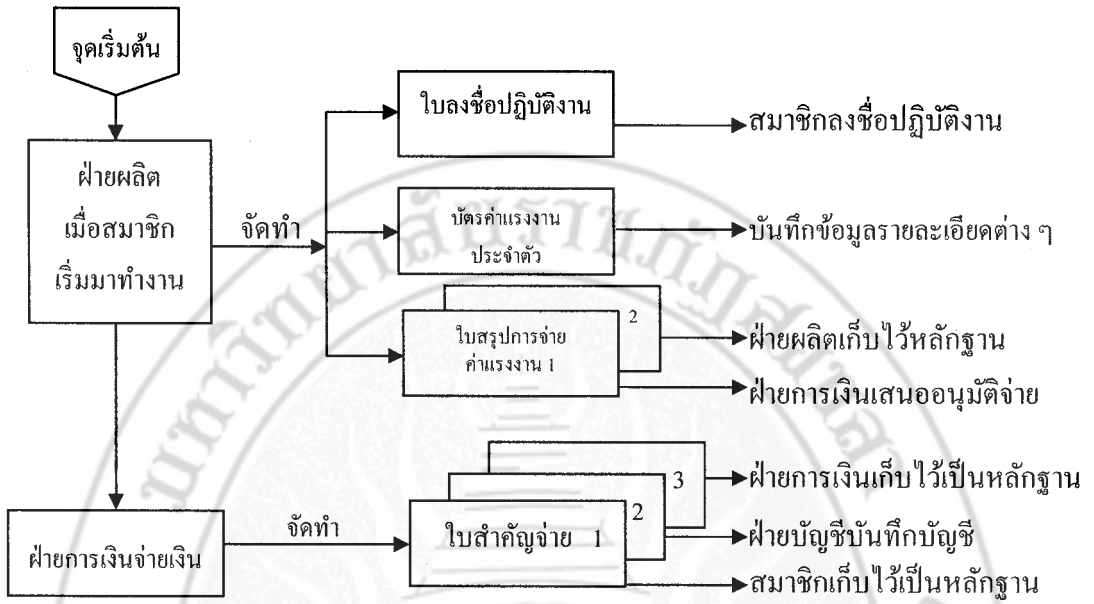 จุดเริ่มต้น
ใบลงชื่อปฏิบัติงาน
สมาชิกลงชื่อปฏิบัติงาน
ฝ่ายผลิต
เมื่อสมาชิก
เริ่มมาทำงาน
จัดทำ
บัตรค่าแรงงาน
ประจำตัว
บันทึกข้อมูลรายละเอียดต่าง ๆ
2
ใบสรุปการจ่าย
ค่าแรงงาน 1
ฝ่ายผลิตเก็บไว้หลักฐาน
ฝ่ายการเงินเสนออนุมัติจ่าย
3
ฝ่ายการเงินเก็บไว้เป็นหลักฐาน
2
ฝ่ายบัญชีบันทึกบัญชี
ฝ่ายการเงินจ่ายเงิน
จัดทำ
ใบสำคัญจ่าย 1
สมาชิกเก็บไว้เป็นหลักฐาน